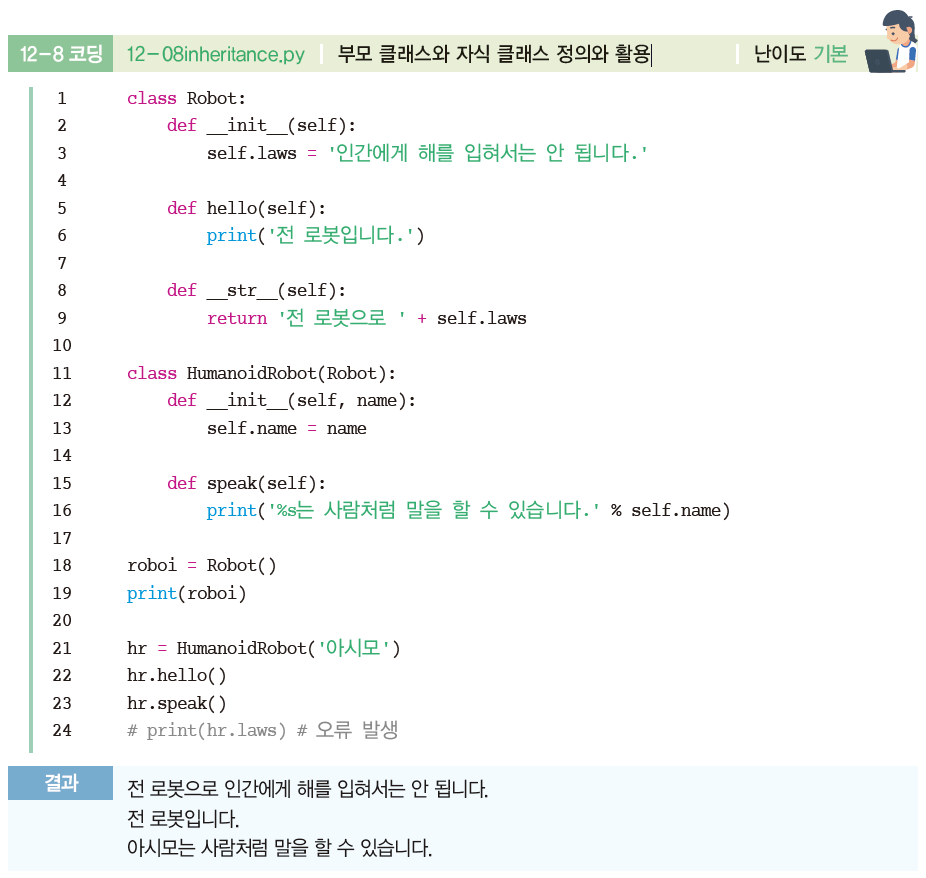 12-8 코딩 12-08inheritance.py 부모 클래스와 자식 클래스 정의와 활용 난이도 기본
1 class Robot:
2     def __init__(self):
3         self.laws = '인간에게 해를 입혀서는 안 됩니다.'
4
5     def hello(self):
6         print('전 로봇입니다.')
7
8     def __str__(self):
9         return '전 로봇으로 ' + self.laws
10
11 class HumanoidRobot(Robot):
12     def __init__(self, name):
13         self.name = name
14
15     def speak(self):
16         print('%s는 사람처럼 말을 할 수 있습니다.' % self.name)
17
18 roboi = Robot()
19 print(roboi)
20
21 hr = HumanoidRobot('아시모')
22 hr.hello()
23 hr.speak()
24 # print(hr.laws) # 오류 발생
결과 전 로봇으로 인간에게 해를 입혀서는 안 됩니다.
전 로봇입니다.
아시모는 사람처럼 말을 할 수 있습니다.